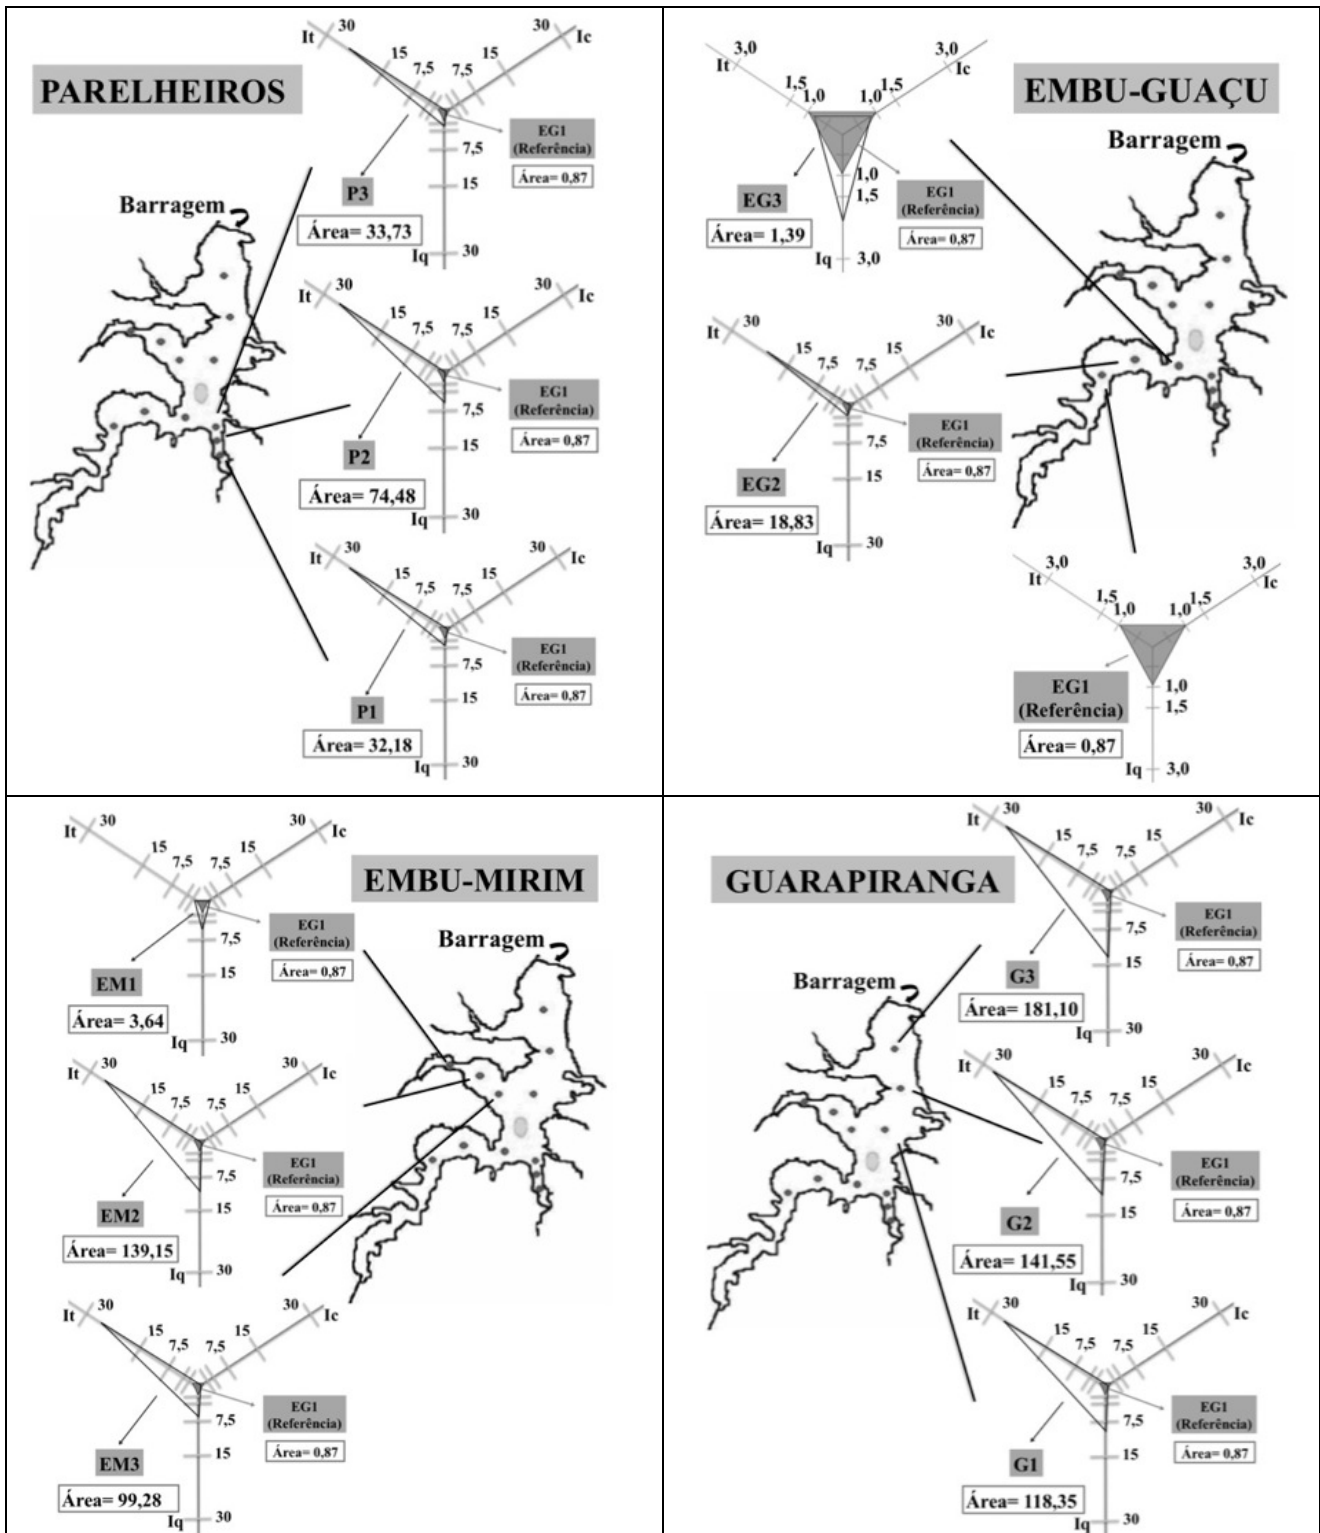 PARELHEIROS
Barragem
It
30
15
7,5
7,5
15
30
Ic
7,5
15
Iq
30
EG1
(Referência)
Área= 0,87
P3
Área= 33,73
It
30
15
7,5
7,5
15
30
Ic
7,5
15
Iq
30
EG1
(Referência)
Área= 0,87
P2
Área= 74,48
It
30
15
7,5
7,5
15
30
Ic
7,5
15
Iq
30
EG1
(Referência)
Área= 0,87
P1
Área= 32,18
EMBU-GUAÇU
Barragem
It
3,0
1,5
1,0
1,0
1,5
3,0
Ic
1,0
1,5
Iq
3,0
EG1
(Referência)
Área= 0,87
EG3
Área= 1,39
It
30
15
7,5
7,5
15
30
Ic
7,5
15
Iq
30
EG1
(Referência)
Área= 0,87
EG2
Área= 18,83
It
3,0
1,5
1,0
1,0
1,5
3,0
Ic
1,0
1,5
Iq
3,0
EG1
(Referência)
Área= 0,87
EMBU-MIRIM
Barragem
It
30
15
7,5
7,5
15
30
Ic
7,5
15
Iq
30
EG1
(Referência)
Área= 0,87
EM1
Área= 3,64
It
30
15
7,5
7,5
15
30
Ic
7,5
15
Iq
30
EG1
(Referência)
Área= 0,87
EM2
Área= 139,15
It
30
15
7,5
7,5
15
30
Ic
7,5
15
Iq
30
EG1
(Referência)
Área= 0,87
EM3
Área= 99,28
GUARAPIRANGA
Barragem
It
30
15
7,5
7,5
15
30
Ic
7,5
15
Iq
30
EG1
(Referência)
Área= 0,87
G3
Área= 181,10
It
30
15
7,5
7,5
15
30
Ic
7,5
15
Iq
30
EG1
(Referência)
Área= 0,87
G2
Área= 141,55
It
30
15
7,5
7,5
15
30
Ic
7,5
15
Iq
30
EG1
(Referência)
Área= 0,87
G1
Área= 118,35